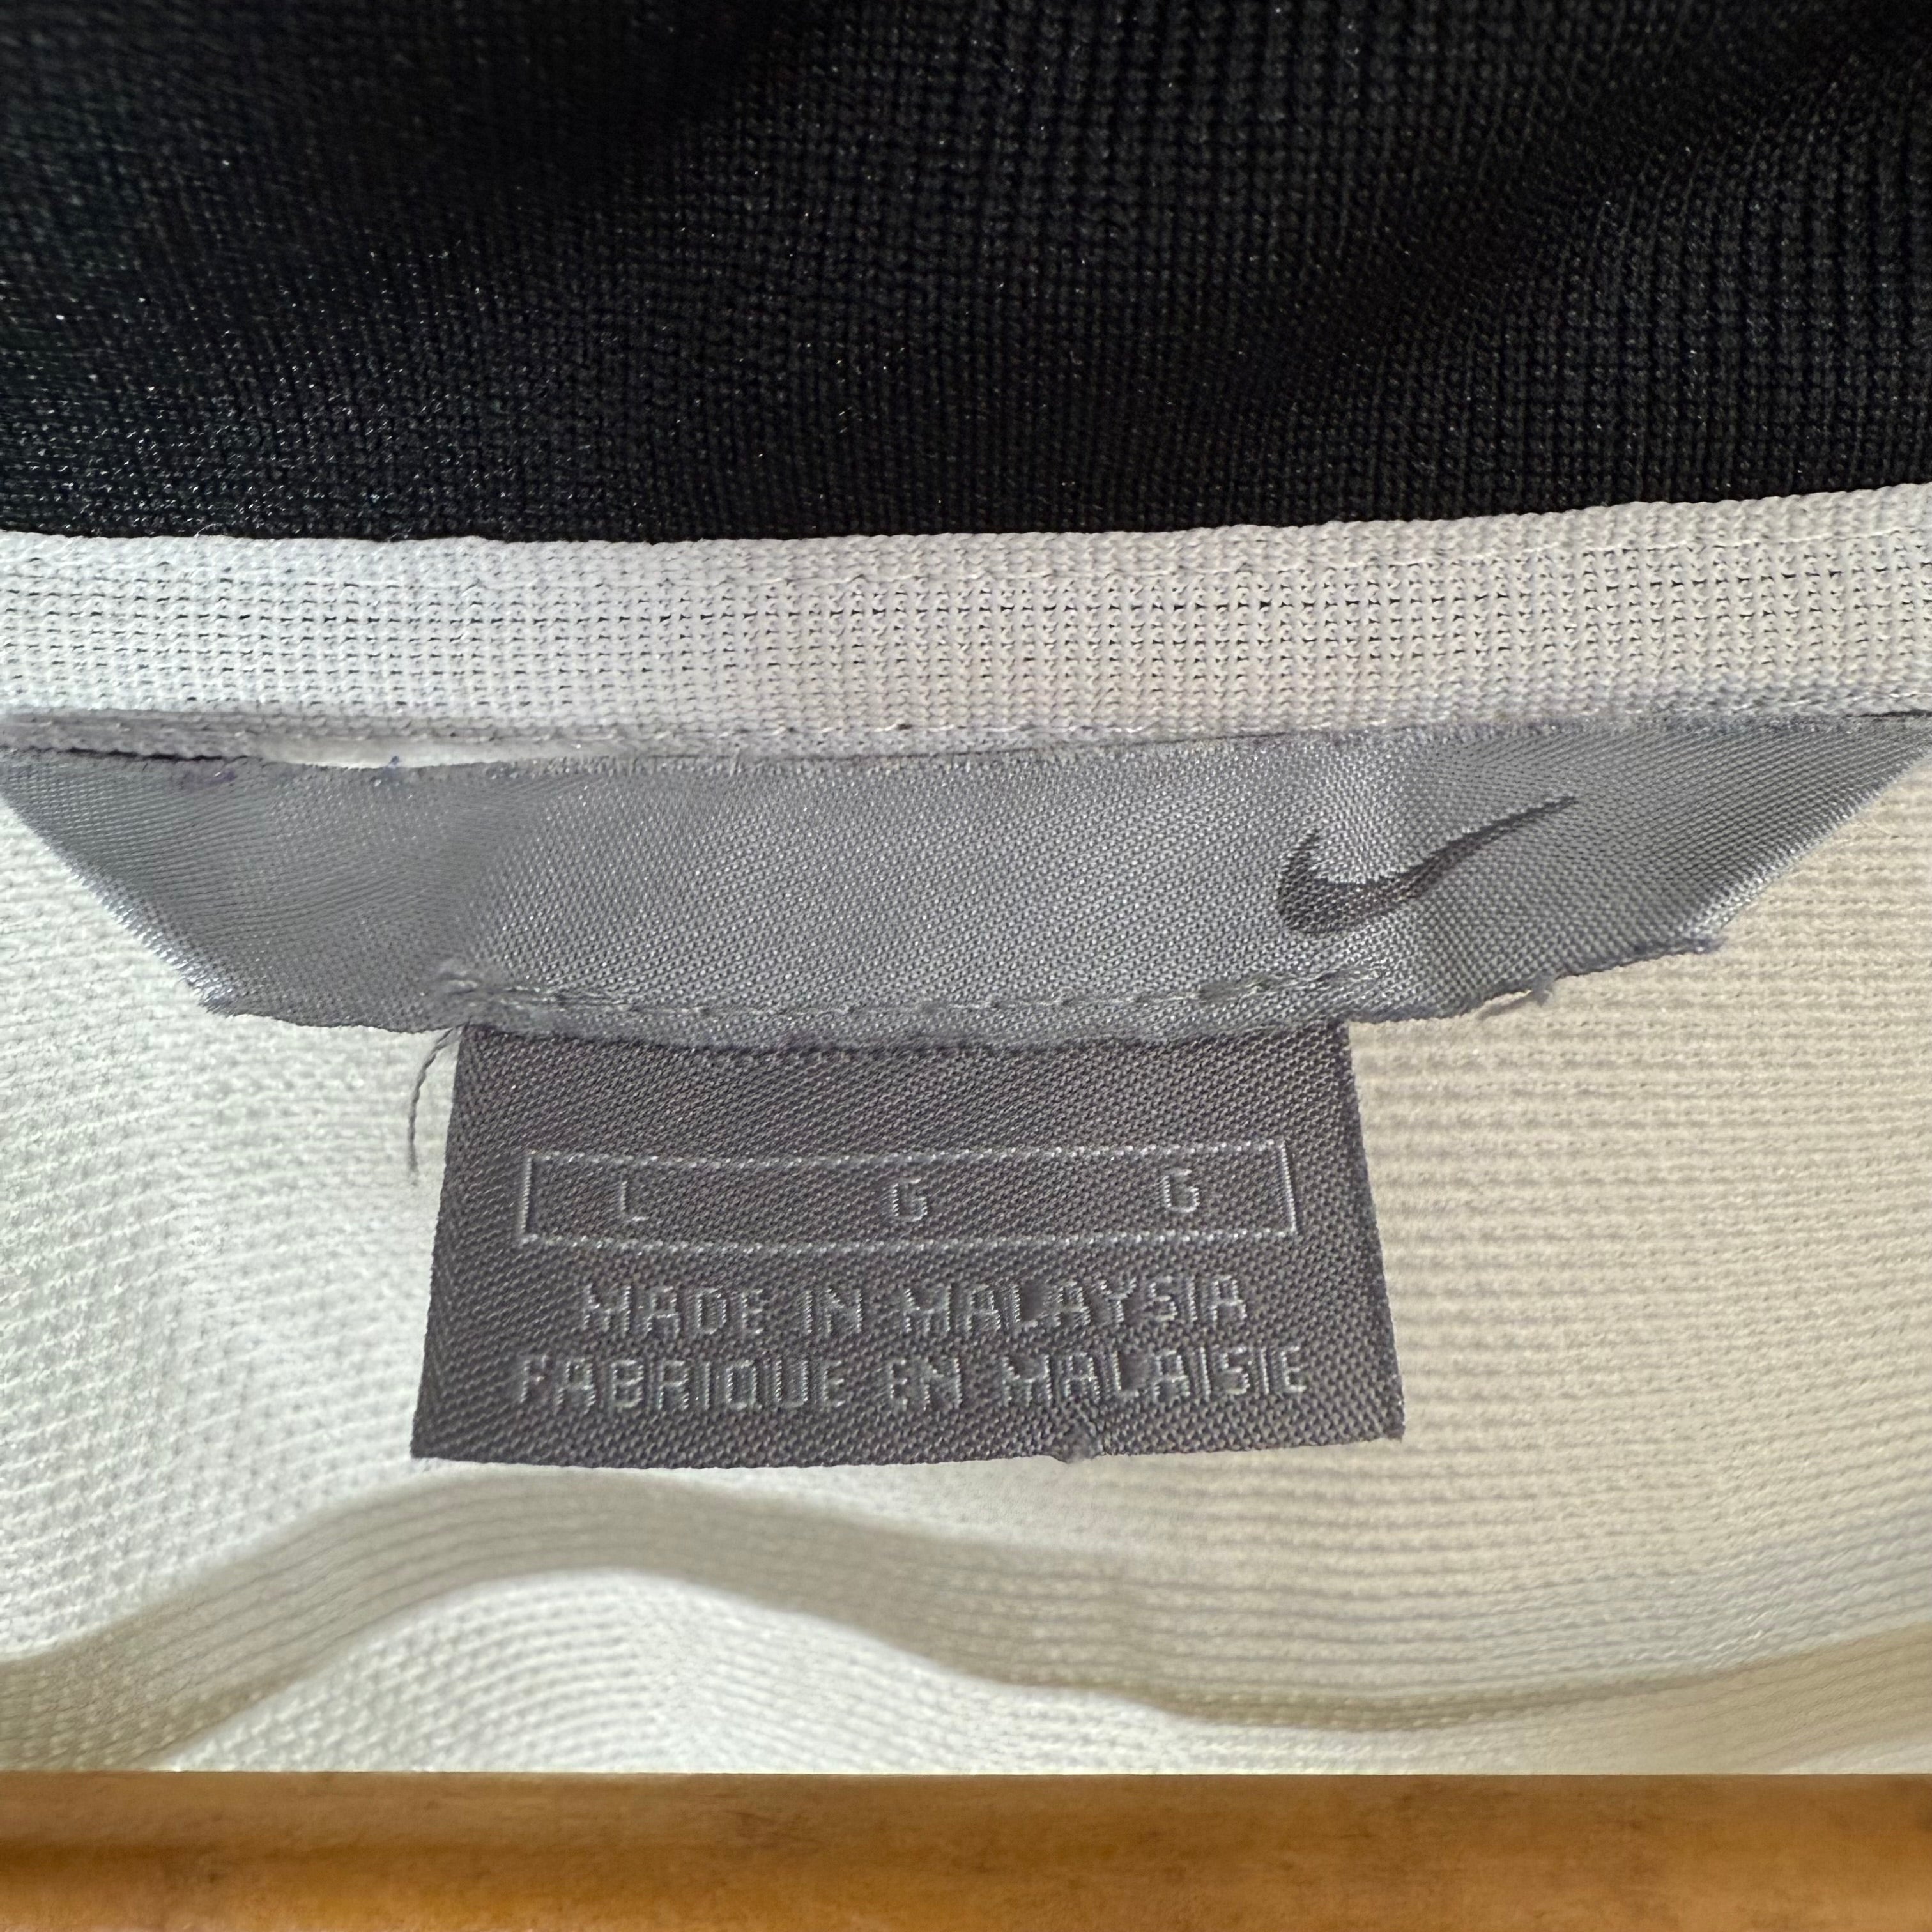 L G G
MADE IN MALAYSIA
FABRIQUE EN MALAISIE